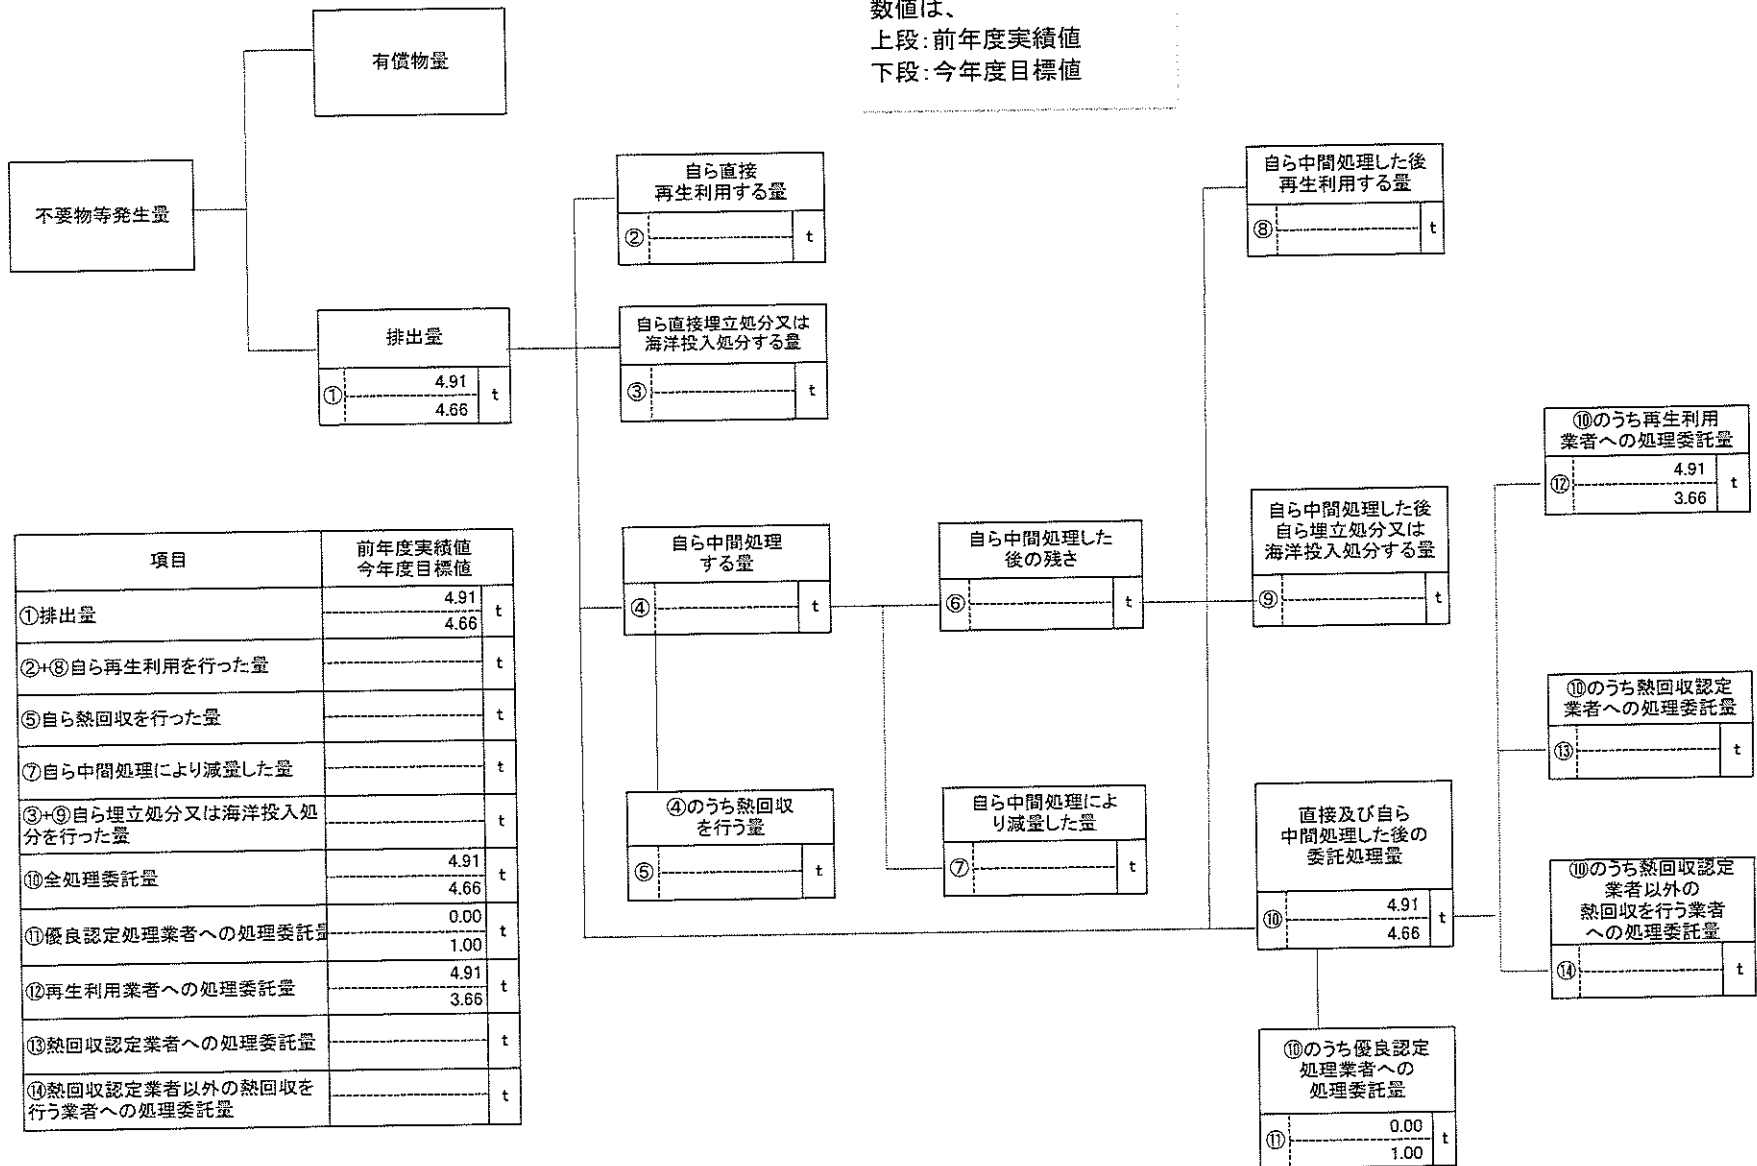 数値は、
上段:前年度実績値
下段:今年度目標値
有償物量
不要物等発生量
排出量
①
4.91
4.66
t
自ら直接
再生利用する量
②
t
自ら直接埋立処分又は
海洋投入処分する量
③
t
自ら中間処理
する量
④
t
④のうち熱回収
を行う量
⑤
t
自ら中間処理した
後の残さ
⑥
t
自ら中間処理によ
り減量した量
⑦
t
自ら中間処理した後
再生利用する量
⑧
t
自ら中間処理した後
自ら埋立処分又は
海洋投入処分する量
⑨
t
直接及び自ら
中間処理した後の
委託処理量
⑩
4.91
4.66
t
⑩のうち優良認定
処理業者への
処理委託量
⑪
0.00
1.00
t
⑩のうち再生利用
業者への処理委託量
⑫
4.91
3.66
t
⑩のうち熱回収認定
業者への処理委託量
⑬
t
⑩のうち熱回収認定
業者以外の
熱回収を行う業者
への処理委託量
⑭
t
項目
前年度実績値
今年度目標値
①排出量
4.91
4.66
t
②+⑧自ら再生利用を行った量
t
⑤自ら熱回収を行った量
t
⑦自ら中間処理により減量した量
t
③+⑨自ら埋立処分又は海洋投入処
分を行った量
t
⑩全処理委託量
4.91
4.66
t
⑪優良認定処理業者への処理委託量
0.00
1.00
t
⑫再生利用業者への処理委託量
4.91
3.66
t
⑬熱回収認定業者への処理委託量
t
⑭熱回収認定業者以外の熱回収を
行う業者への処理委託量
t